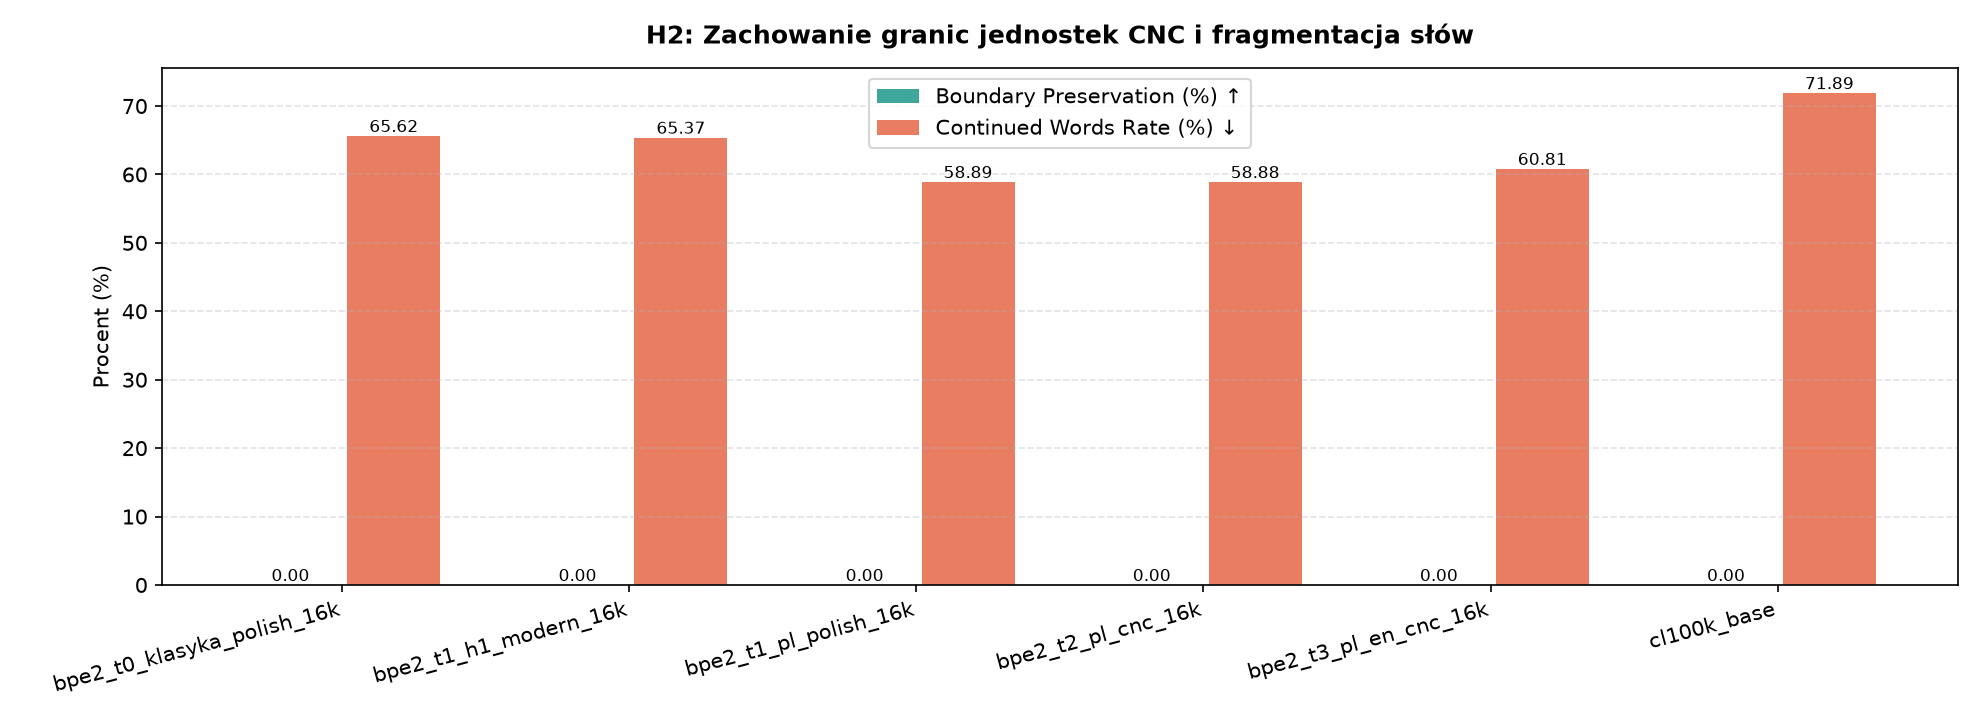 H2: Zachowanie granic jednostek CNC i fragmentacja słów
Boundary Preservation (%) ↑
Continued Words Rate (%) ↓
Procent (%)
70
60
50
40
30
20
10
0
0.00
65.62
0.00
65.37
0.00
58.89
0.00
58.88
0.00
60.81
0.00
71.89
bpe2_t0_klasyka_polish_16k
bpe2_t1_h1_modern_16k
bpe2_t1_pl_polish_16k
bpe2_t2_pl_cnc_16k
bpe2_t3_pl_en_cnc_16k
cl100k_base